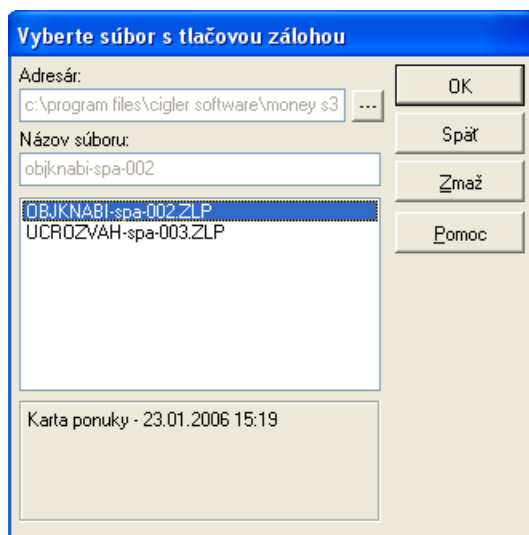 Vyberte súbor s tlačovou zálohou
Adresár:
c:\program files\cigler software\money s3
...
Názov súboru:
objknabi-spa-002
OBJKNABI-spa-002.ZLP
UCROZVAH-spa-003.ZLP
Karta ponuky - 23.01.2006 15:19
OK
Späť
Zmaž
Pomoc